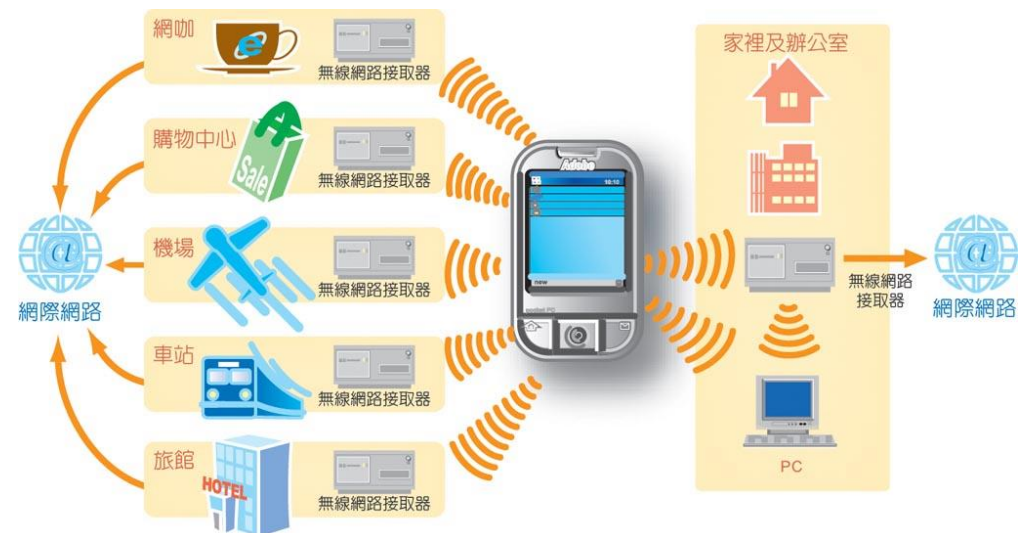 網咖
無線網路接取器
購物中心
Sale
無線網路接取器
機場
無線網路接取器
網際網路
車站
無線網路接取器
旅館
HOTEL
無線網路接取器
Adobe
18:12
new
家裡及辦公室
無線網路
接取器
網際網路
PC